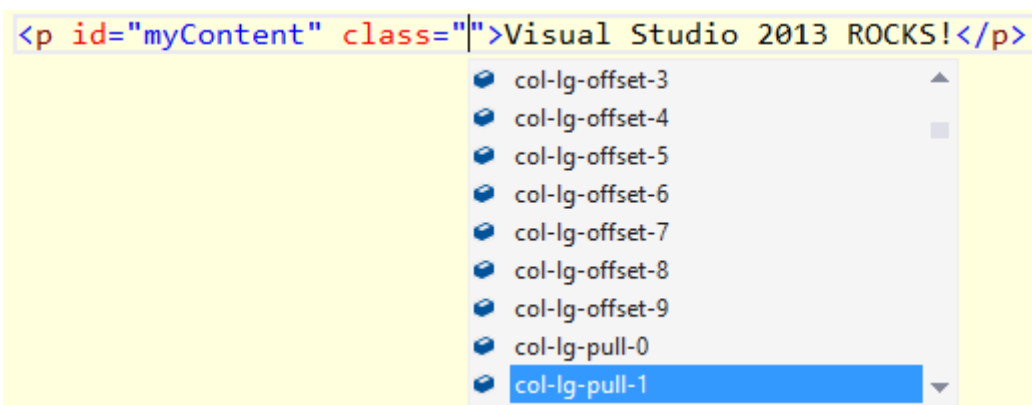 <p id="myContent" class="">Visual Studio 2013 ROCKS!</p>
col-lg-offset-3
col-lg-offset-4
col-lg-offset-5
col-lg-offset-6
col-lg-offset-7
col-lg-offset-8
col-lg-offset-9
col-lg-pull-0
col-lg-pull-1